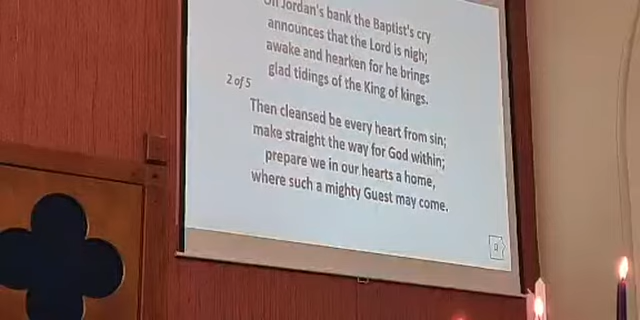 On Jordan's bank the Baptist's cry
announces that the Lord is nigh;
awake and hearken for he brings
glad tidings of the King of kings.
2 of 5
Then cleansed be every heart from sin;
make straight the way for God within;
prepare we in our hearts a home,
where such a mighty Guest may come.